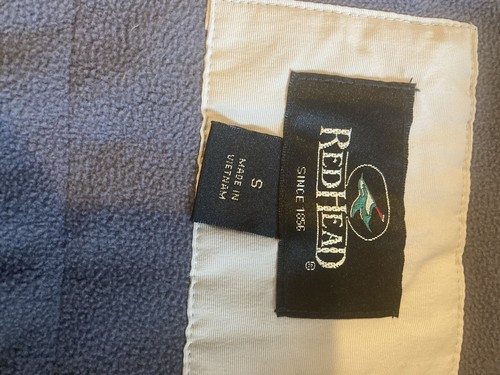 REDHEAD®
SINCE 1856
S
MADE IN
VIETNAM